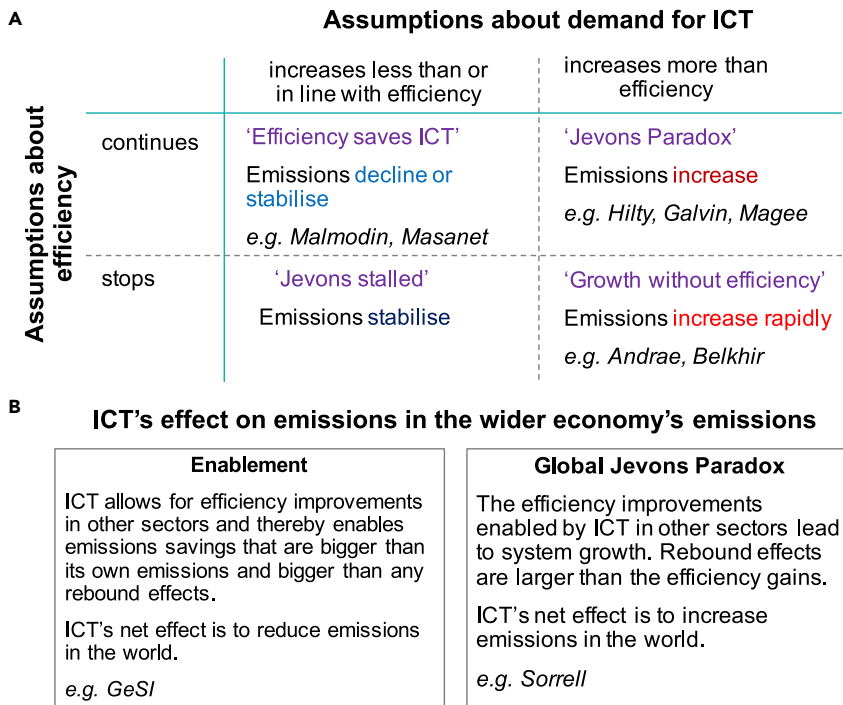 A
Assumptions about demand for ICT
increases less than or
in line with efficiency
increases more than
efficiency
Assumptions about
efficiency
continues
‘Efficiency saves ICT’
Emissions decline or
stabilise
e.g. Malmodin, Masanet
‘Jevons Paradox’
Emissions increase
e.g. Hilty, Galvin, Magee
stops
‘Jevons stalled’
Emissions stabilise
‘Growth without efficiency’
Emissions increase rapidly
e.g. Andrae, Belkhir
B
ICT’s effect on emissions in the wider economy’s emissions
Enablement
ICT allows for efficiency improvements
in other sectors and thereby enables
emissions savings that are bigger than
its own emissions and bigger than any
rebound effects.
ICT’s net effect is to reduce emissions
in the world.
e.g. GeSI
Global Jevons Paradox
The efficiency improvements
enabled by ICT in other sectors lead
to system growth. Rebound effects
are larger than the efficiency gains.
ICT’s net effect is to increase
emissions in the world.
e.g. Sorrell